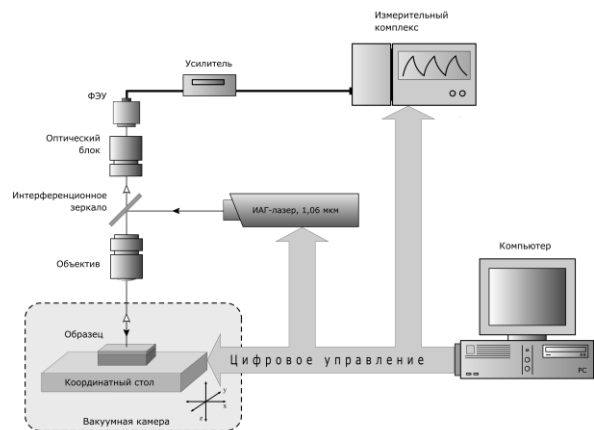 Измерительный
комплекс
Усилитель
ФЭУ
Оптический
блок
Интерференционное
зеркало
ИАГ-лазер, 1,06 мкм
Объектив
Компьютер
Образец
Цифровое управление
Координатный стол
PC
y
x
z
Вакуумная камера